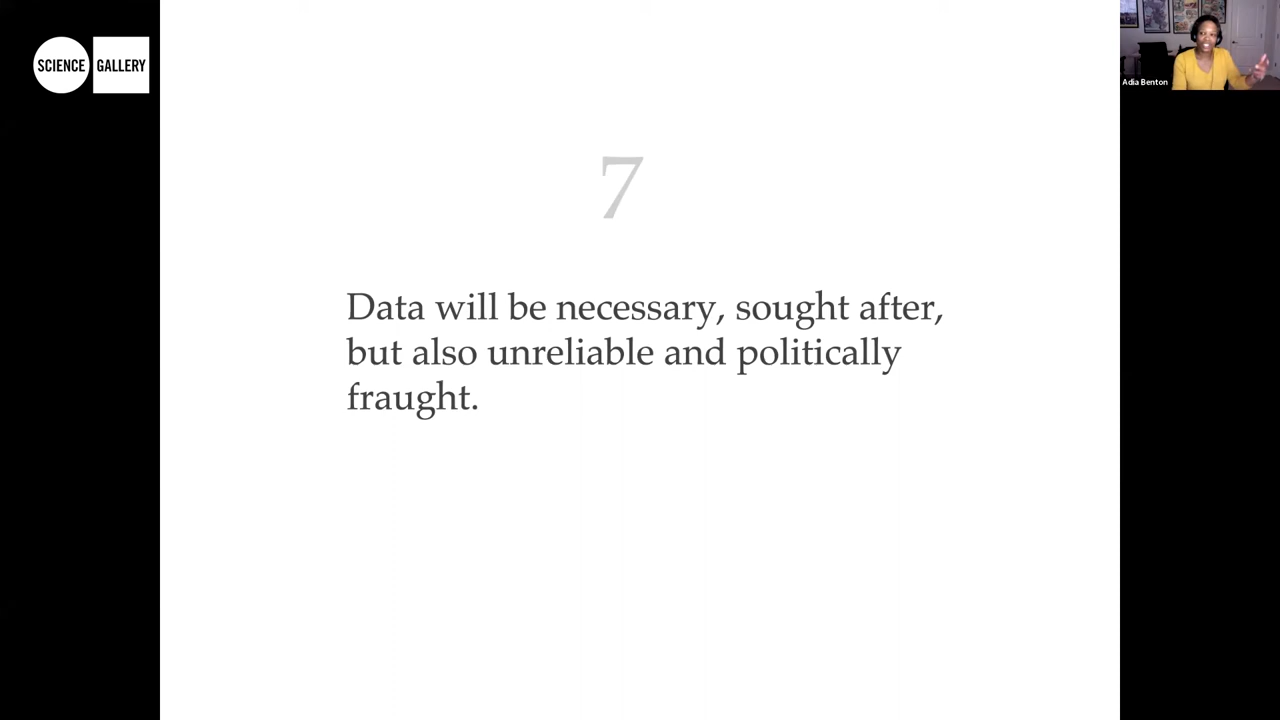 SCIENCE GALLERY
Adia Benton
7
Data will be necessary, sought after,
but also unreliable and politically
fraught.